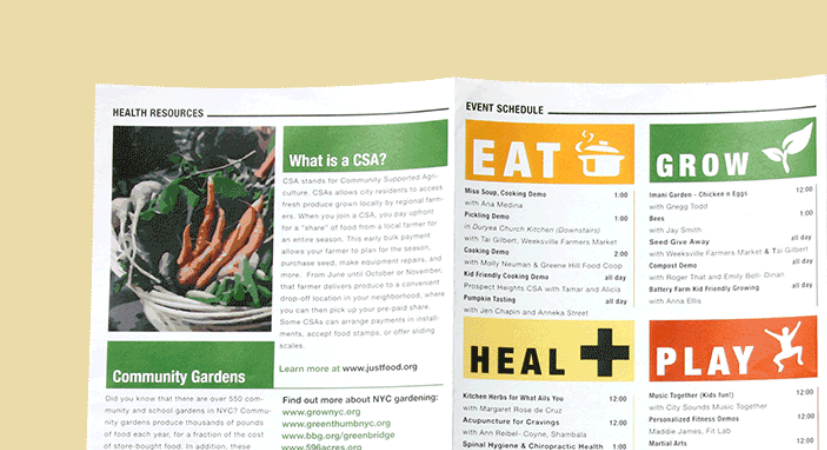 HEALTH RESOURCES
What is a CSA?
CSA stands for Community Supported Agri-
culture. CSAs allows city residents to access
fresh produce grown locally by regional farm-
ers. When you join a CSA, you pay upfront
for a "share" of food from a local farmer for
an entire season. This early bulk payment
allows your farmer to plan for the season,
purchase seed, make equipment repairs, and
more. From June until October or November,
that farmer delivers produce to a convenient
drop-off location in your neighborhood, where
you can then pick up your pre-paid share.
Some CSAs can arrange payments in install-
ments, accept food stamps, or offer sliding
scales.
Learn more at www.justfood.org
Community Gardens
Did you know that there are over 550 com-
munity and school gardens in NYC? Commu-
nity gardens produce thousands of pounds
of food each year, for a fraction of the cost
of store-bought food. In addition, these
Find out more about NYC gardening:
www.grownyc.org
www.greenthumbnyc.org
www.bbg.org/greenbridge
www.596acres.org
EVENT SCHEDULE
EAT
Miso Soup, Cooking Demo 1:00
with Ana Medina
Pickling Demo 1:00
in Duryea Church Kitchen (Downstairs)
with Tai Gilbert, Weeksville Farmers Market
Cooking Demo 2:00
with Molly Neuman & Greene Hill Food Coop
Kid Friendly Cooking Demo all day
Prospect Heights CSA with Tamar and Alicia
Pumpkin Tasting all day
with Jen Chapin and Anneka Street
GROW
Imani Garden - Chicken n Eggs 12:00
with Gregg Todd
Bees 1:00
with Jay Smith
Seed Give Away all day
with Weeksville Farmers Market & Tai Gilbert
Compost Demo all day
with Roger That and Emily Bell- Dinan
Battery Farm Kid Friendly Growing all day
with Anna Ellis
HEAL
Kitchen Herbs for What Ails You 12:00
with Margaret Rose de Cruz
Acupuncture for Cravings 12:00
with Ann Reibel- Coyne, Shambala
Spinal Hygiene & Chiropractic Health 1:00
PLAY
Music Together (Kids fun!) 12:00
with City Sounds Music Together
Personalized Fitness Demos 12:00
Maddie James, Fit Lab
Martial Arts 12:00